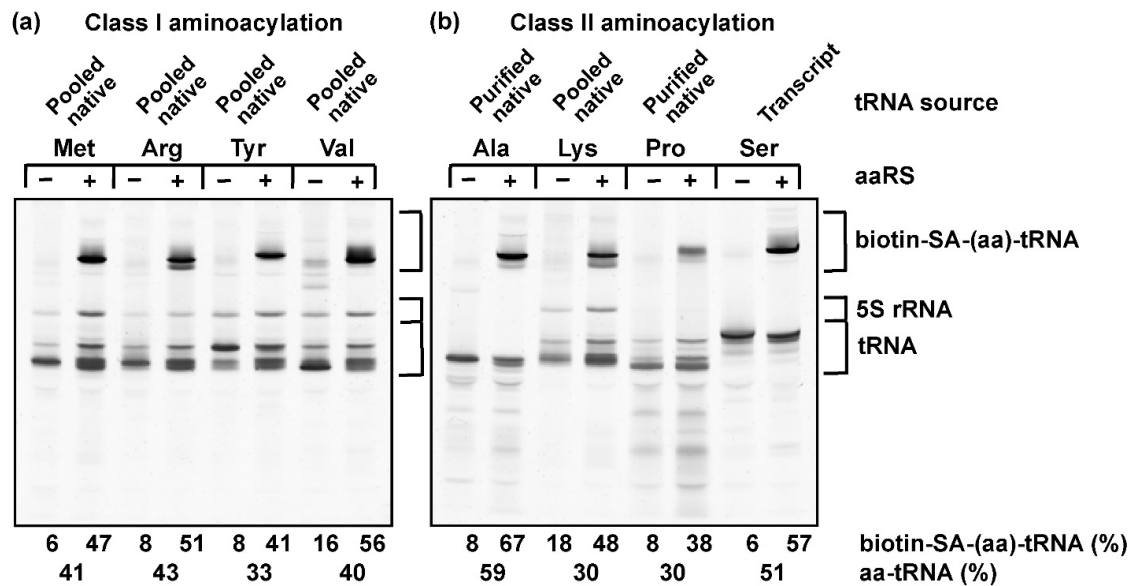 (a) Class I aminoacylation (b) Class II aminoacylation
Pooled native Pooled native Pooled native Pooled native Purified native Pooled native Purified native Transcript tRNA source
Met Arg Tyr Val Ala Lys Pro Ser
− + − + − + − + − + − + − + − + aaRS
biotin-SA-(aa)-tRNA
5S rRNA
tRNA
6 47 8 51 8 41 16 56 8 67 18 48 8 38 6 57 biotin-SA-(aa)-tRNA (%)
41 43 33 40 59 30 30 51 aa-tRNA (%)